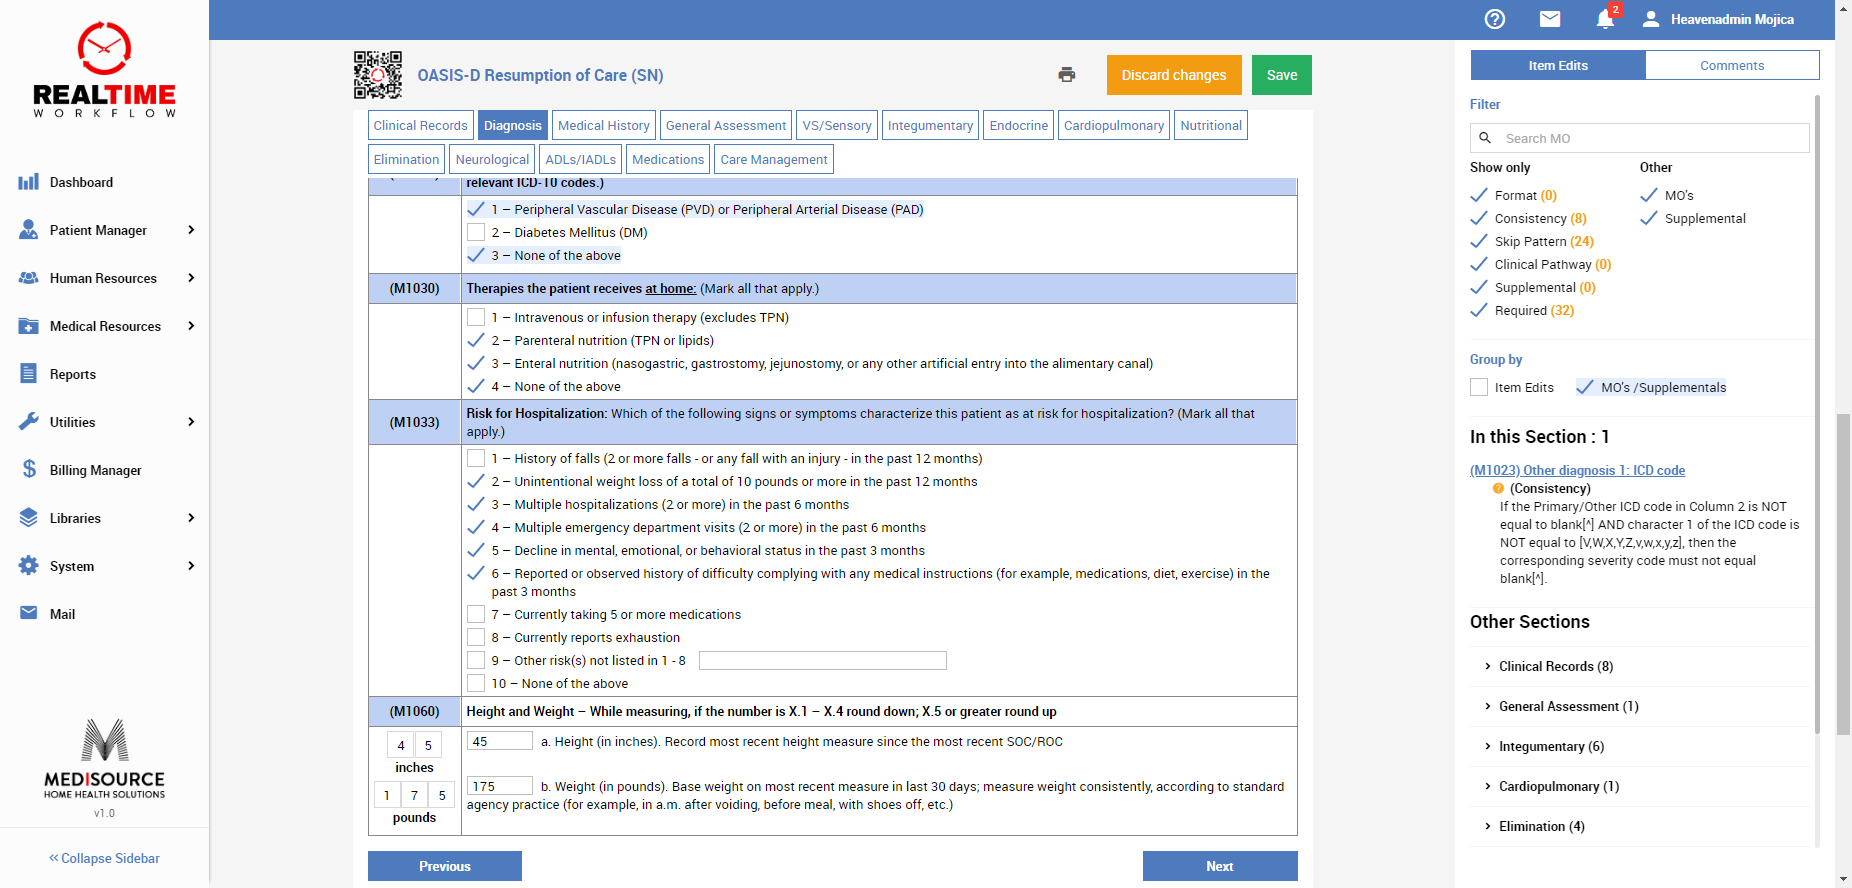 REALTIME
WORKFLOW
Dashboard
Patient Manager
Human Resources
Medical Resources
Reports
Utilities
Billing Manager
Libraries
System
Mail
MEDISOURCE
HOME HEALTH SOLUTIONS
v1.0
Collapse Sidebar
2
Heavenadmin Mojica
OASIS-D Resumption of Care (SN)
Discard changes
Save
Clinical Records
Diagnosis
Medical History
General Assessment
VS/Sensory
Integumentary
Endocrine
Cardiopulmonary
Nutritional
Elimination
Neurological
ADLs/IADLs
Medications
Care Management
relevant ICD-10 codes.)
1 – Peripheral Vascular Disease (PVD) or Peripheral Arterial Disease (PAD)
2 – Diabetes Mellitus (DM)
3 – None of the above
(M1030) Therapies the patient receives at home: (Mark all that apply.)
1 – Intravenous or infusion therapy (excludes TPN)
2 – Parenteral nutrition (TPN or lipids)
3 – Enteral nutrition (nasogastric, gastrostomy, jejunostomy, or any other artificial entry into the alimentary canal)
4 – None of the above
(M1033) Risk for Hospitalization: Which of the following signs or symptoms characterize this patient as at risk for hospitalization? (Mark all that
apply.)
1 – History of falls (2 or more falls - or any fall with an injury - in the past 12 months)
2 – Unintentional weight loss of a total of 10 pounds or more in the past 12 months
3 – Multiple hospitalizations (2 or more) in the past 6 months
4 – Multiple emergency department visits (2 or more) in the past 6 months
5 – Decline in mental, emotional, or behavioral status in the past 3 months
6 – Reported or observed history of difficulty complying with any medical instructions (for example, medications, diet, exercise) in the
past 3 months
7 – Currently taking 5 or more medications
8 – Currently reports exhaustion
9 – Other risk(s) not listed in 1 - 8
10 – None of the above
(M1060) Height and Weight – While measuring, if the number is X.1 – X.4 round down; X.5 or greater round up
4 5
inches
45 a. Height (in inches). Record most recent height measure since the most recent SOC/ROC
1 7 5
pounds
175 b. Weight (in pounds). Base weight on most recent measure in last 30 days; measure weight consistently, according to standard
agency practice (for example, in a.m. after voiding, before meal, with shoes off, etc.)
Previous
Next
Item Edits
Comments
Filter
Search MO
Show only
Other
Format (0)
MO's
Consistency (8)
Supplemental
Skip Pattern (24)
Clinical Pathway (0)
Supplemental (0)
Required (32)
Group by
Item Edits
MO's /Supplementals
In this Section : 1
(M1023) Other diagnosis 1: ICD code
(Consistency)
If the Primary/Other ICD code in Column 2 is NOT
equal to blank[^] AND character 1 of the ICD code is
NOT equal to [V,W,X,Y,Z,v,w,x,y,z], then the
corresponding severity code must not equal
blank[^].
Other Sections
Clinical Records (8)
General Assessment (1)
Integumentary (6)
Cardiopulmonary (1)
Elimination (4)